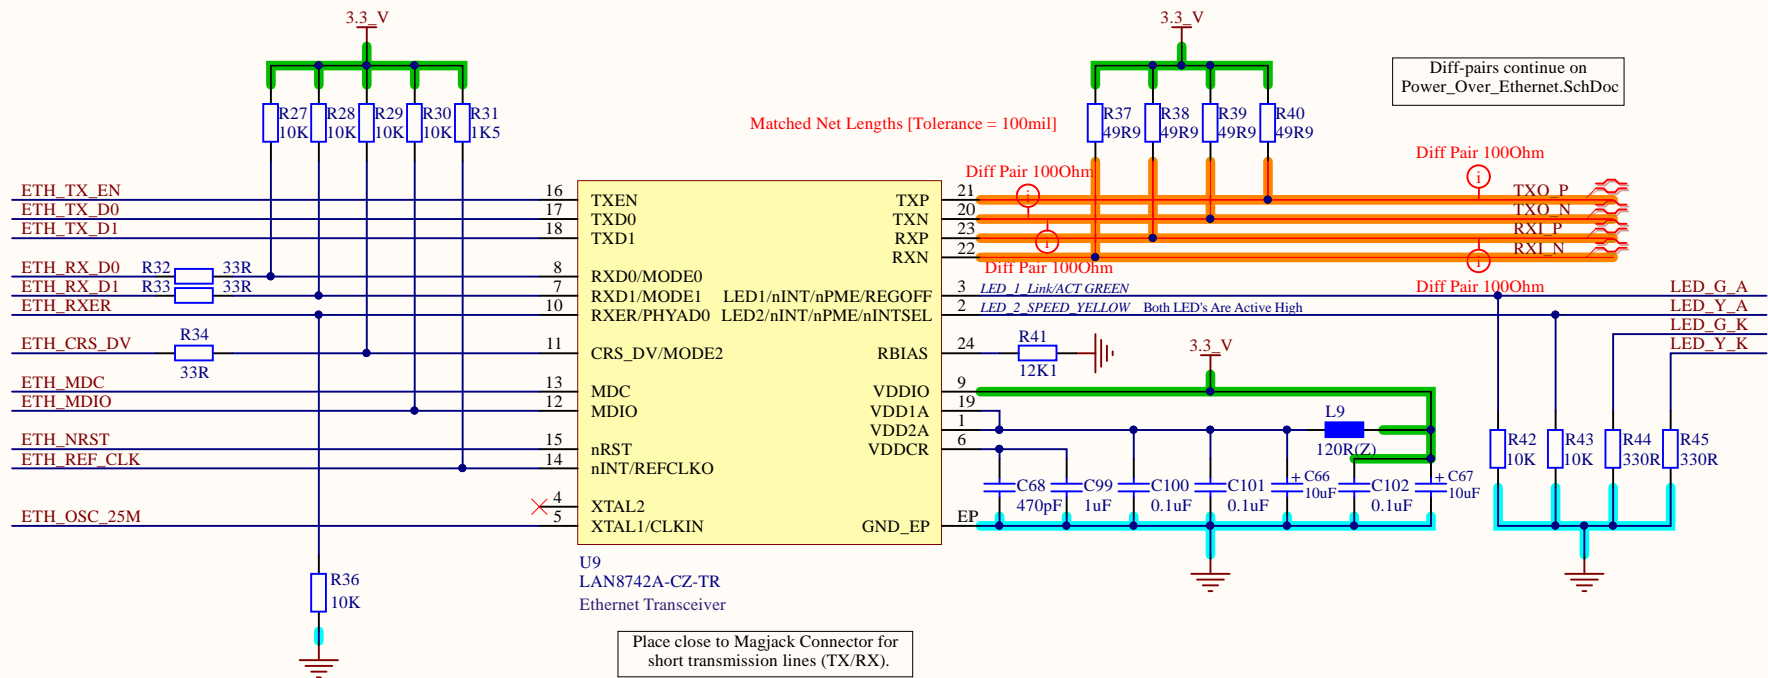 3.3_V
3.3_V
Diff-pairs continue on
Power_Over_Ethernet.SchDoc
R27
10K
R28
10K
R29
10K
R30
10K
R31
1K5
Matched Net Lengths [Tolerance = 100mil]
R37
49R9
R38
49R9
R39
49R9
R40
49R9
Diff Pair 100Ohm
Diff Pair 100Ohm
i
i
i
i
Diff Pair 100Ohm
Diff Pair 100Ohm
ETH_TX_EN
ETH_TX_D0
ETH_TX_D1
ETH_RX_D0
ETH_RX_D1
ETH_RXER
ETH_CRS_DV
ETH_MDC
ETH_MDIO
ETH_NRST
ETH_REF_CLK
ETH_OSC_25M
R32
33R
R33
33R
R34
33R
16
17
18
8
7
10
11
13
12
15
14
4
5
TXEN
TXD0
TXD1
RXD0/MODE0
RXD1/MODE1
RXER/PHYAD0
CRS_DV/MODE2
MDC
MDIO
nRST
nINT/REFCLKO
XTAL2
XTAL1/CLKIN
TXP
TXN
RXP
RXN
LED1/nINT/nPME/REGOFF
LED2/nINT/nPME/nINTSEL
RBIAS
VDDIO
VDD1A
VDD2A
VDDCR
GND_EP
21
20
23
22
3
2
24
9
19
1
6
EP
TXO_P
TXO_N
RXI_P
RXI_N
LED_1_Link/ACT GREEN
LED_2_SPEED_YELLOW
Both LED's Are Active High
LED_G_A
LED_Y_A
LED_G_K
LED_Y_K
R41
12K1
3.3_V
L9
120R(Z)
C68
470pF
C99
1uF
C100
0.1uF
C101
0.1uF
+ C66
10uF
C102
0.1uF
+ C67
10uF
R42
10K
R43
10K
R44
330R
R45
330R
R36
10K
U9
LAN8742A-CZ-TR
Ethernet Transceiver
Place close to Magjack Connector for
short transmission lines (TX/RX).